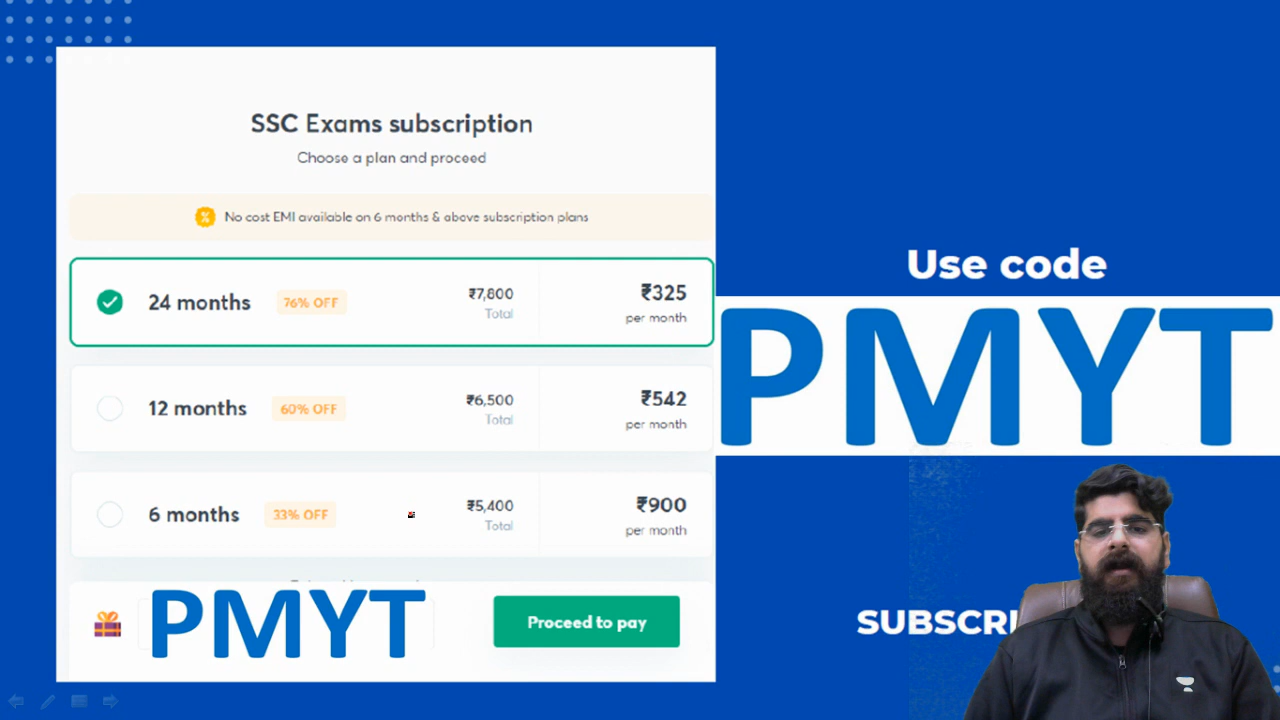 SSC Exams subscription
Choose a plan and proceed
No cost EMI available on 6 months & above subscription plans
24 months 76% OFF ₹7,800 Total ₹325 per month
12 months 60% OFF ₹6,500 Total ₹542 per month
6 months 33% OFF ₹5,400 Total ₹900 per month
PMYT Proceed to pay
Use code
PMYT
SUBSCRI